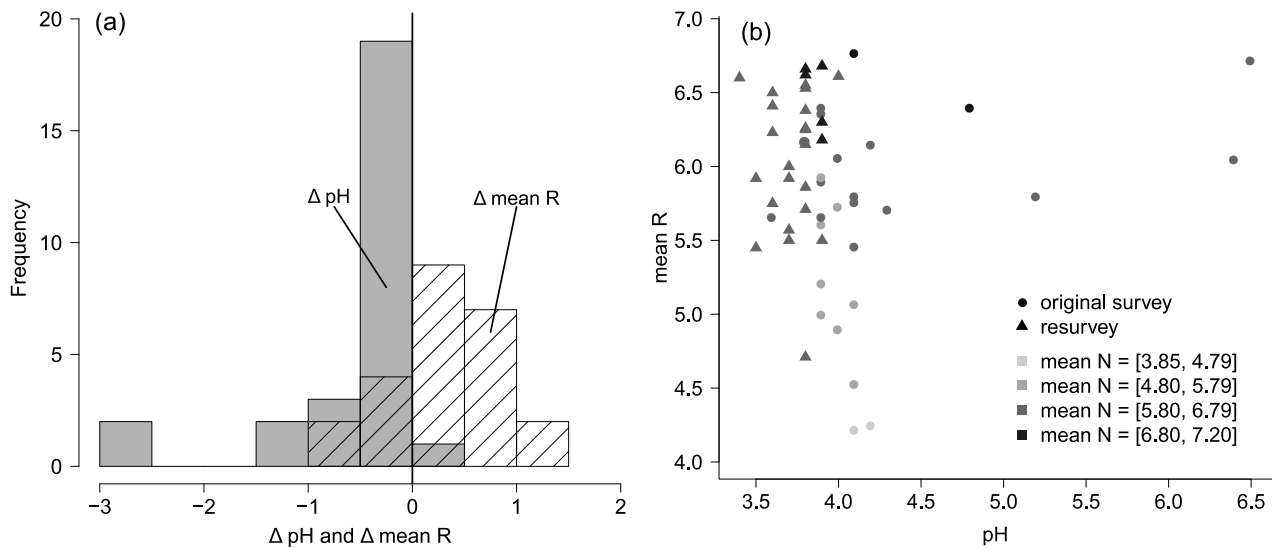 (a)
20
15
10
5
0
Frequency
Δ pH
Δ mean R
−3
−2
−1
0
1
2
Δ pH and Δ mean R
(b)
7.0
6.5
6.0
5.5
5.0
4.5
4.0
mean R
original survey
resurvey
mean N = [3.85, 4.79]
mean N = [4.80, 5.79]
mean N = [5.80, 6.79]
mean N = [6.80, 7.20]
3.5
4.0
4.5
5.0
5.5
6.0
6.5
pH